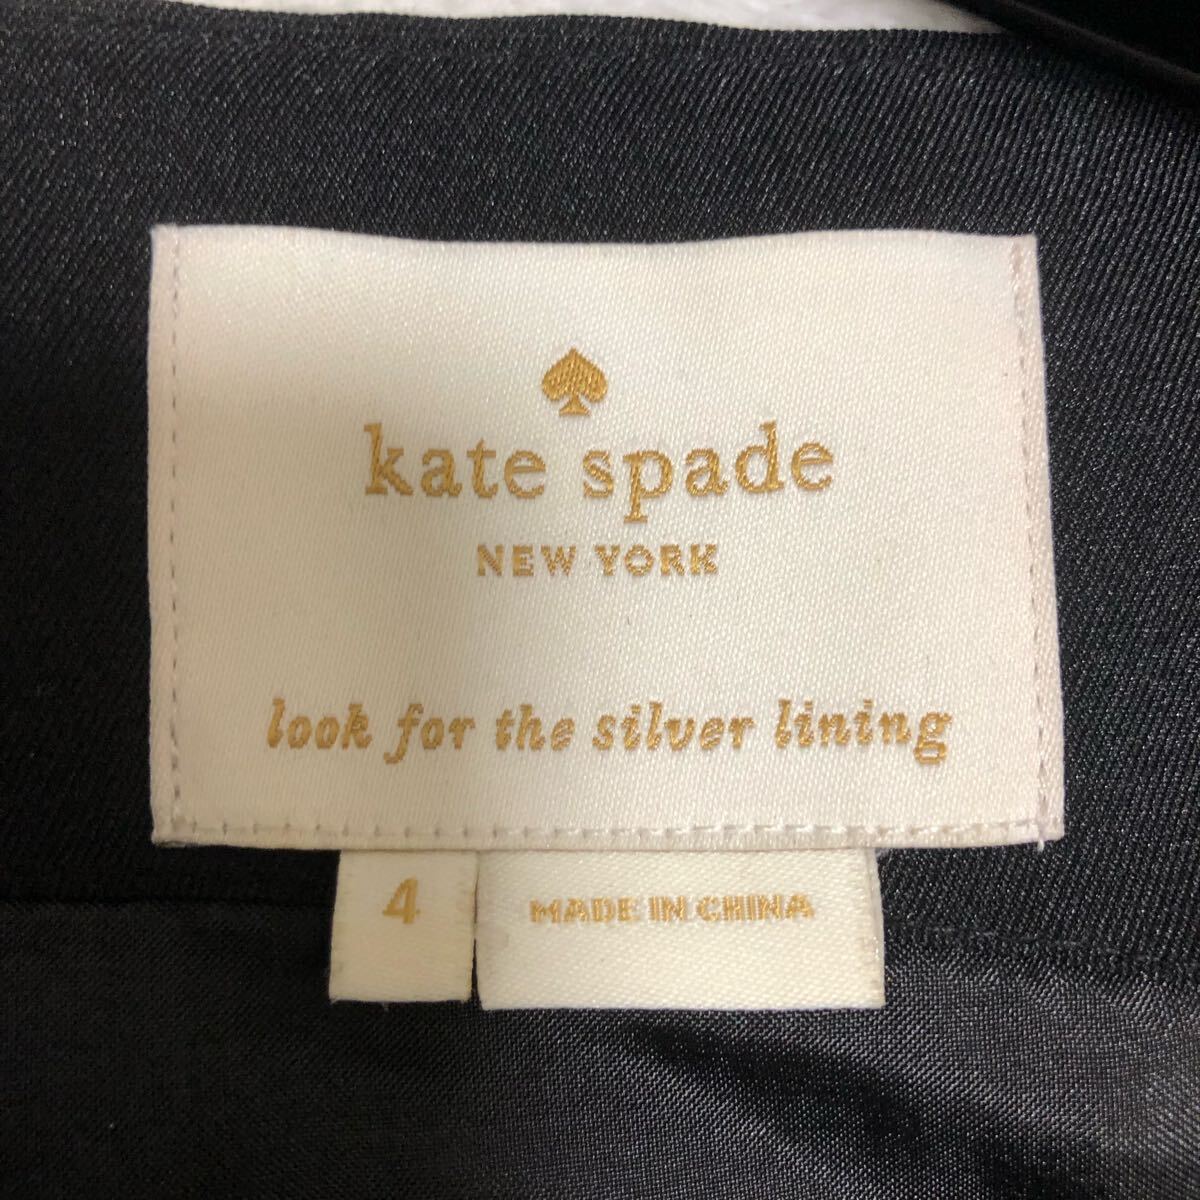 kate spade
NEW YORK
look for the silver lining
4
MADE IN CHINA